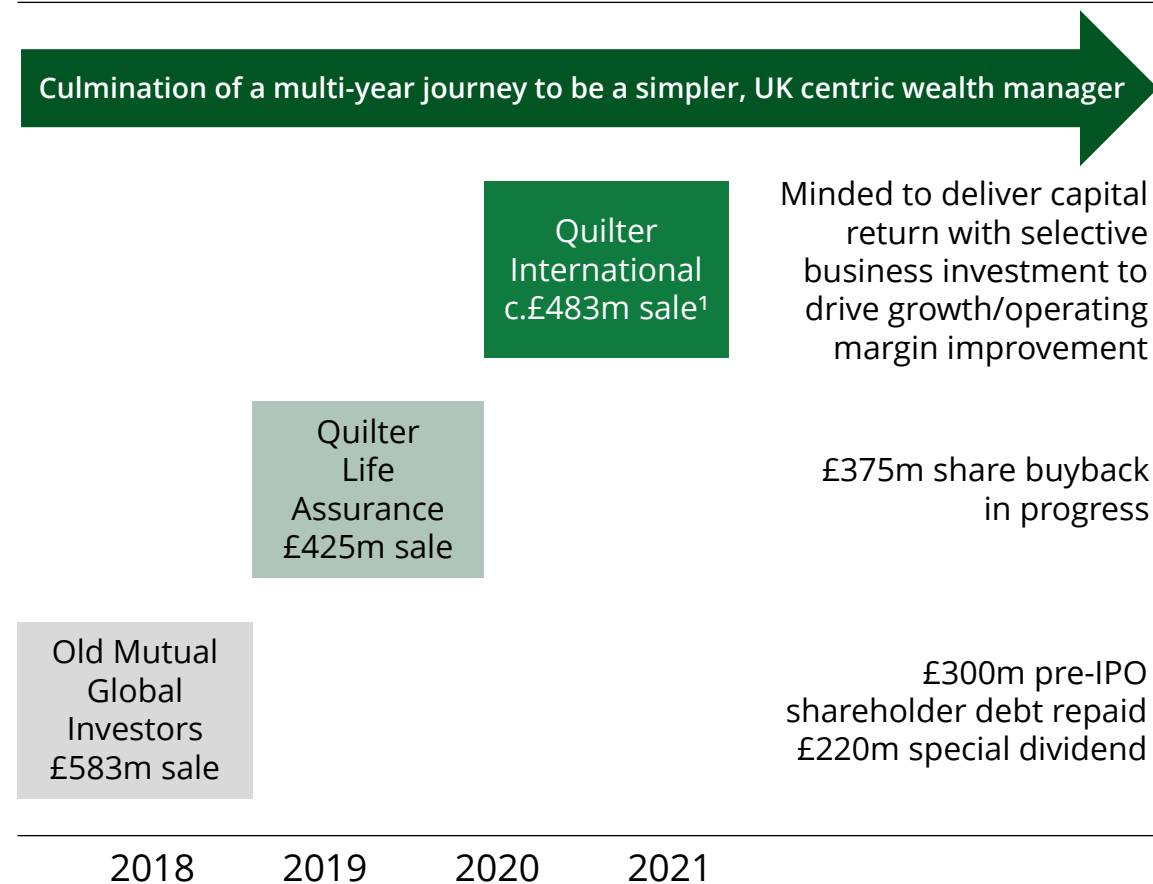 Culmination of a multi-year journey to be a simpler, UK centric wealth manager
Quilter
International
c.£483m sale¹
Minded to deliver capital
return with selective
business investment to
drive growth/operating
margin improvement
Quilter
Life
Assurance
£425m sale
£375m share buyback
in progress
Old Mutual
Global
Investors
£583m sale
£300m pre-IPO
shareholder debt repaid
£220m special dividend
2018 2019 2020 2021